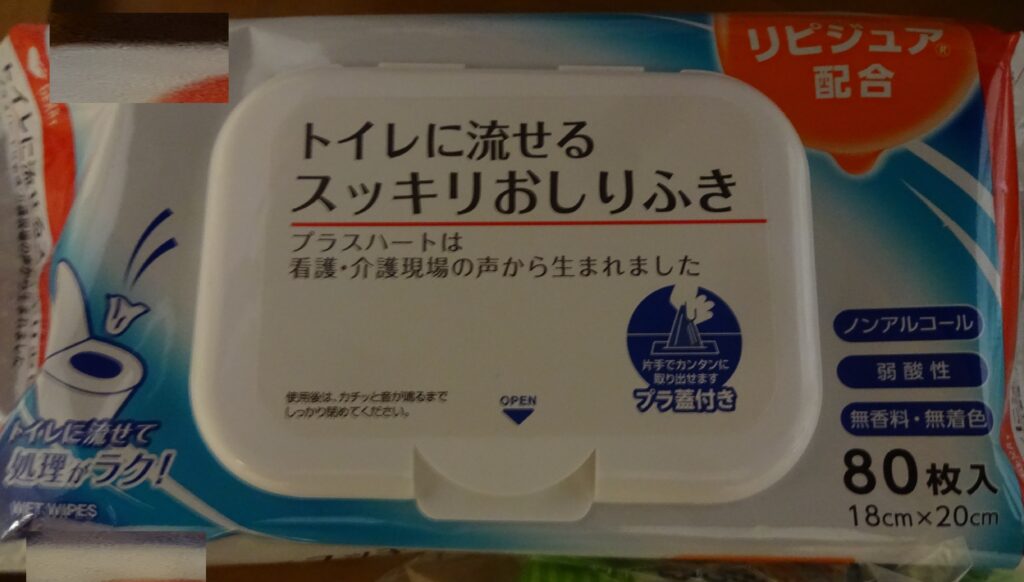 リピジュア®
配合
トイレに流せる
スッキリおしりふき
プラスハートは
看護・介護現場の声から生まれました
片手でカンタンに
取り出せます
プラ蓋付き
使用後は、カチッと音が鳴るまで
しっかり閉めてください。
OPEN
ノンアルコール
弱酸性
無香料・無着色
80枚入
18cm×20cm
トイレに流せて
処理がラク!
WET WIPES